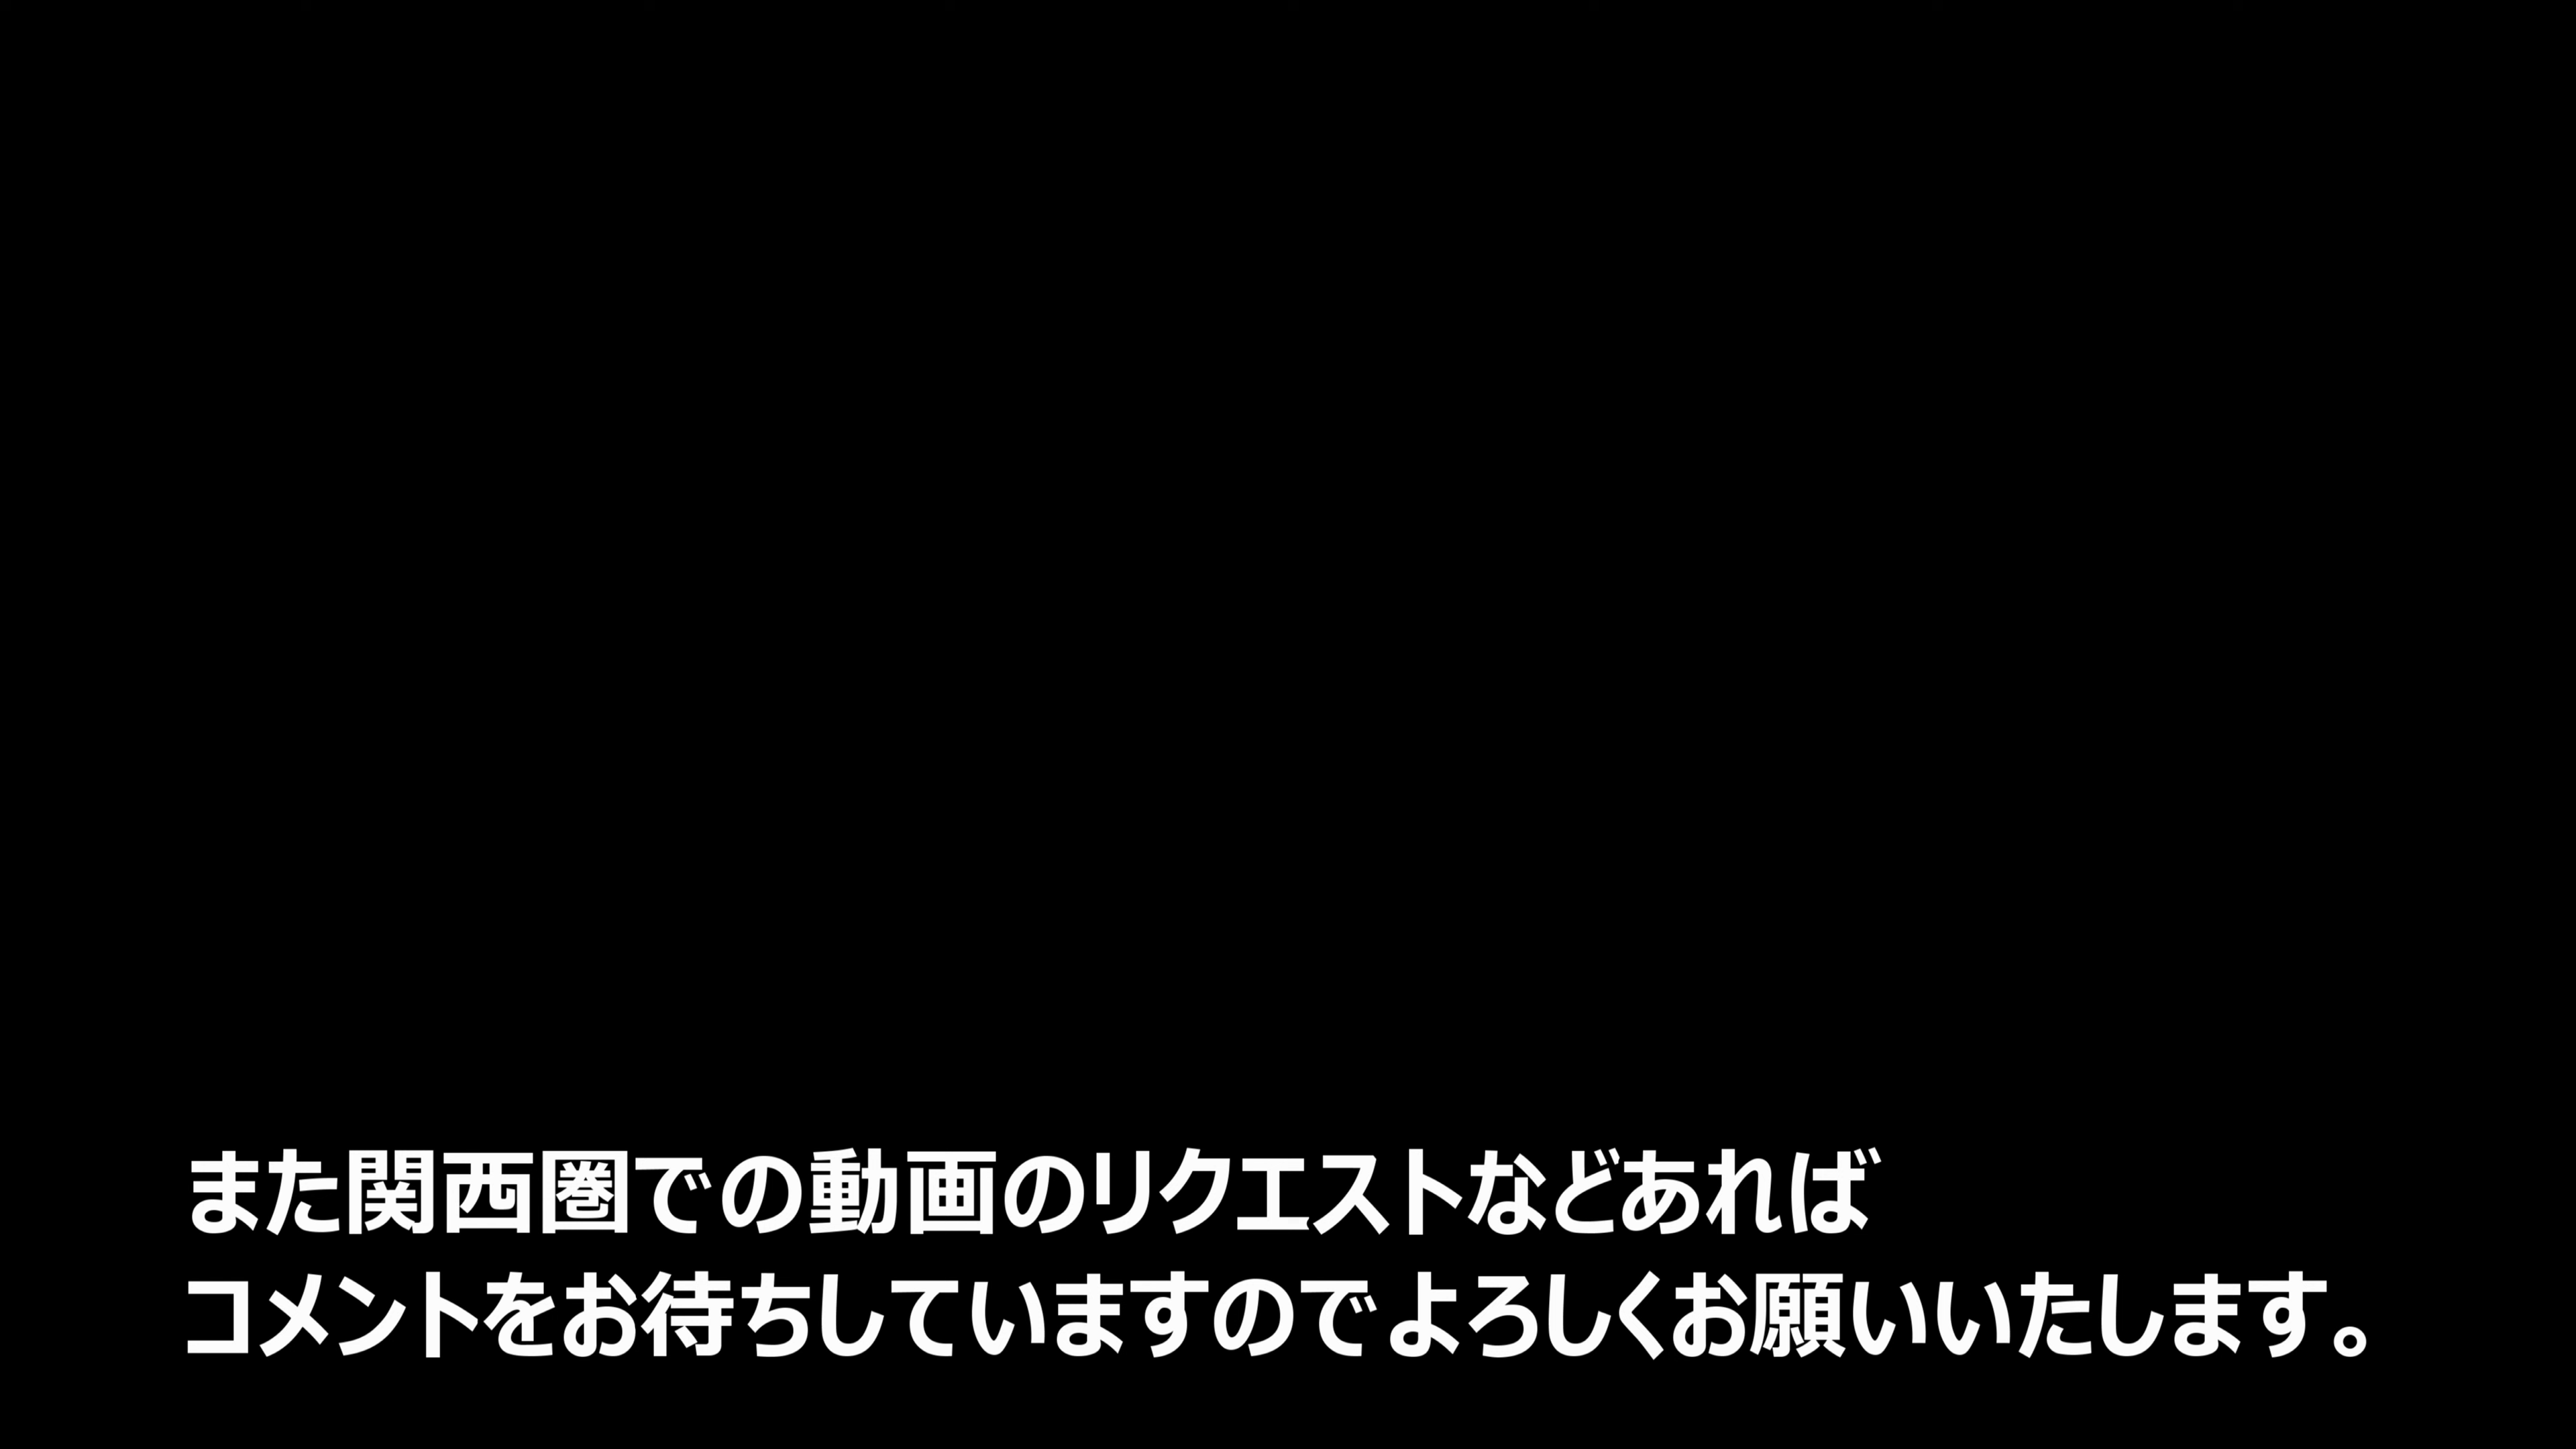 また関西圏での動画のリクエストなどあれば
コメントをお待ちしていますのでよろしくお願いいたします。